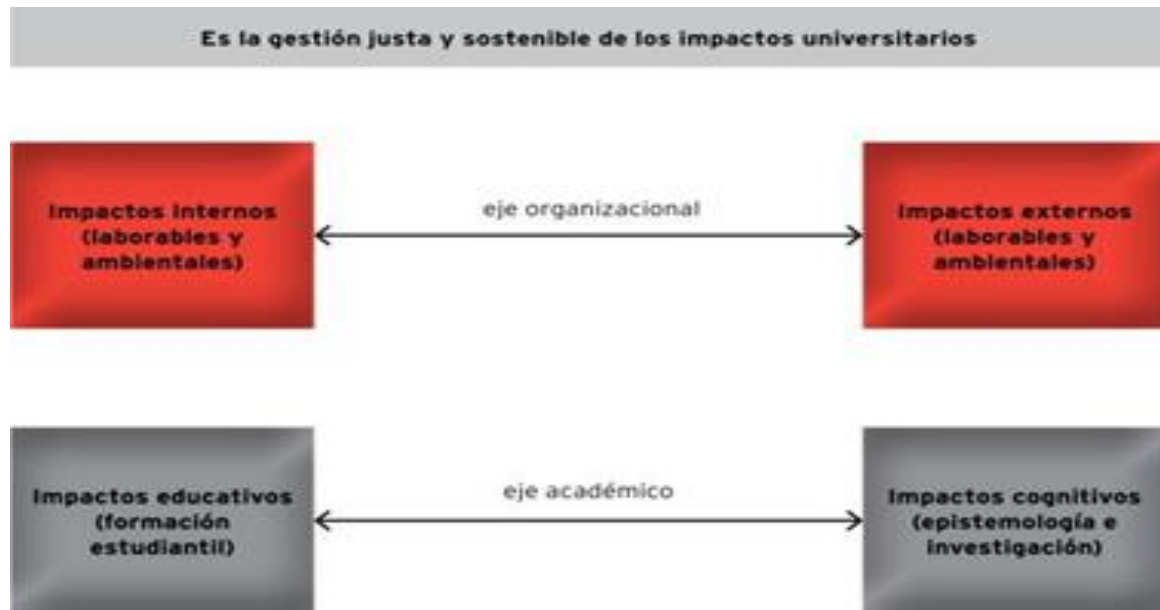 Es la gestión justa y sostenible de los impactos universitarios
Impactos internos
(laborables y
ambientales)
eje organizacional
Impactos externos
(laborables y
ambientales)
Impactos educativos
(formación
estudiantil)
eje académico
Impactos cognitivos
(epistemología e
investigación)